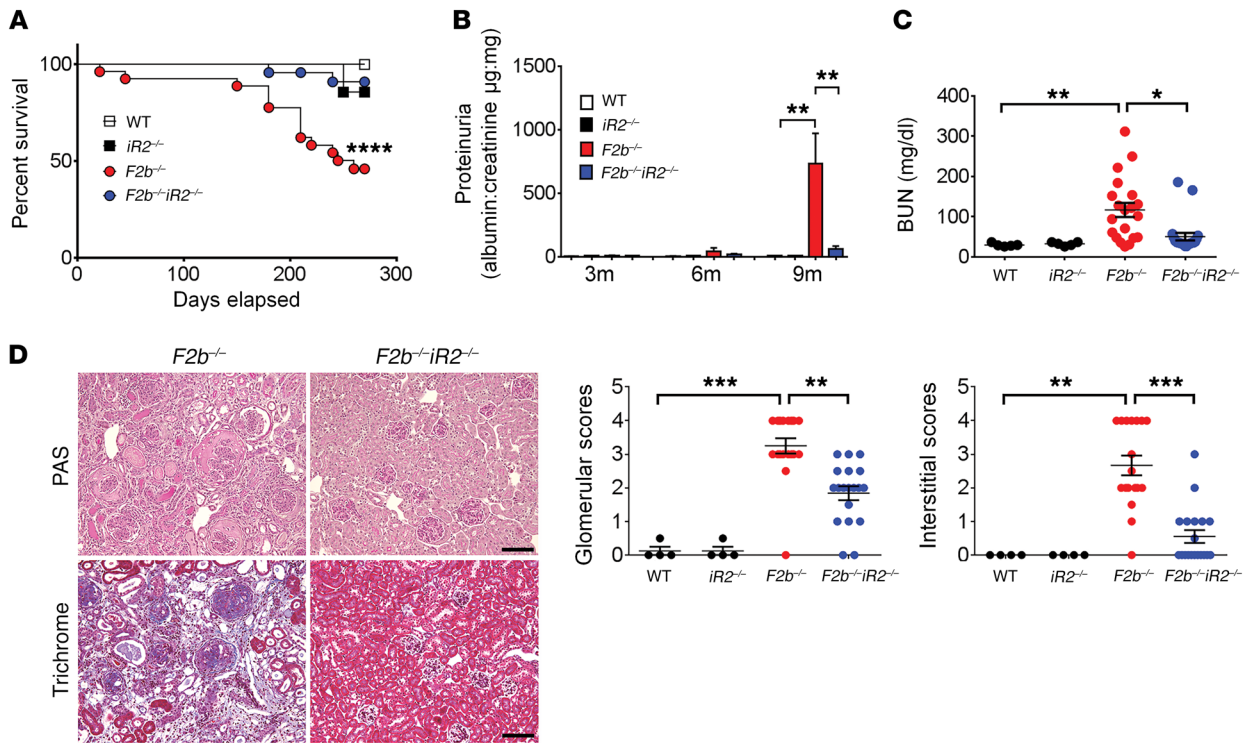 A
100
50
0
0
100
200
300
Percent survival
Days elapsed
WT
iR2–/–
F2b–/–
F2b–/–iR2–/–
****
B
Proteinuria
(albumin:creatinine μg:mg)
1500
1000
500
0
WT
iR2–/–
F2b–/–
F2b–/–iR2–/–
**
**
3m
6m
9m
C
BUN (mg/dl)
400
300
200
100
0
**
*
WT
iR2–/–
F2b–/–
F2b–/–iR2–/–
D
F2b–/–
F2b–/–iR2–/–
PAS
Trichrome
Glomerular scores
5
4
3
2
1
0
***
**
WT
iR2–/–
F2b–/–
F2b–/–iR2–/–
Interstitial scores
5
4
3
2
1
0
**
***
WT
iR2–/–
F2b–/–
F2b–/–iR2–/–